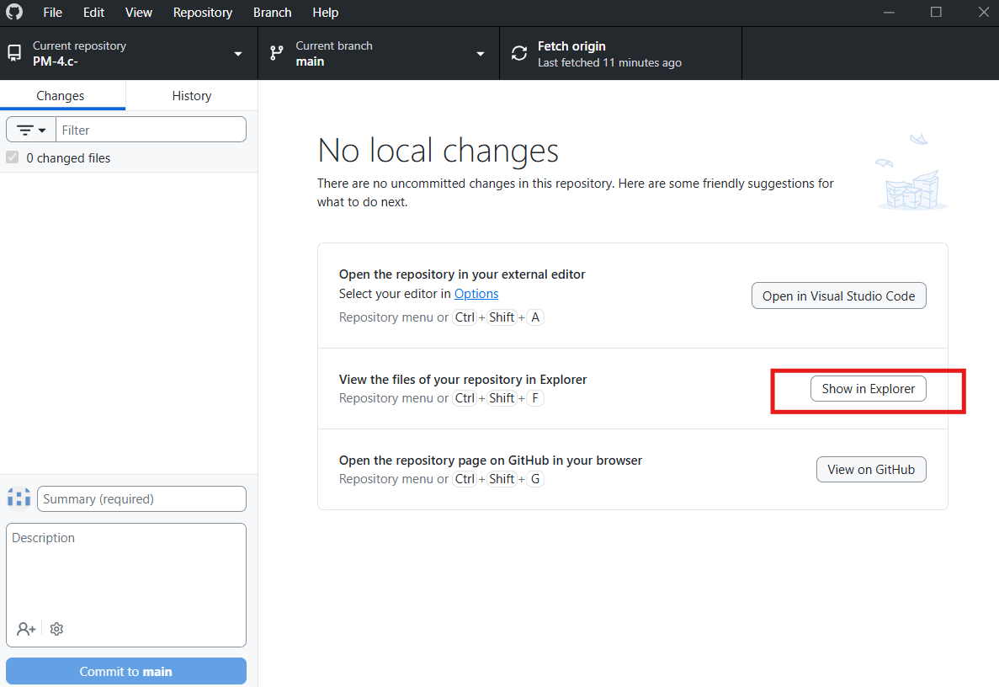 File Edit View Repository Branch Help
Current repository
PM-4.c-
Current branch
main
Fetch origin
Last fetched 11 minutes ago
Changes
History
Filter
0 changed files
No local changes
There are no uncommitted changes in this repository. Here are some friendly suggestions for
what to do next.
Open the repository in your external editor
Select your editor in Options
Repository menu or Ctrl + Shift + A
Open in Visual Studio Code
View the files of your repository in Explorer
Repository menu or Ctrl + Shift + F
Show in Explorer
Open the repository page on GitHub in your browser
Repository menu or Ctrl + Shift + G
View on GitHub
Summary (required)
Description
Commit to main